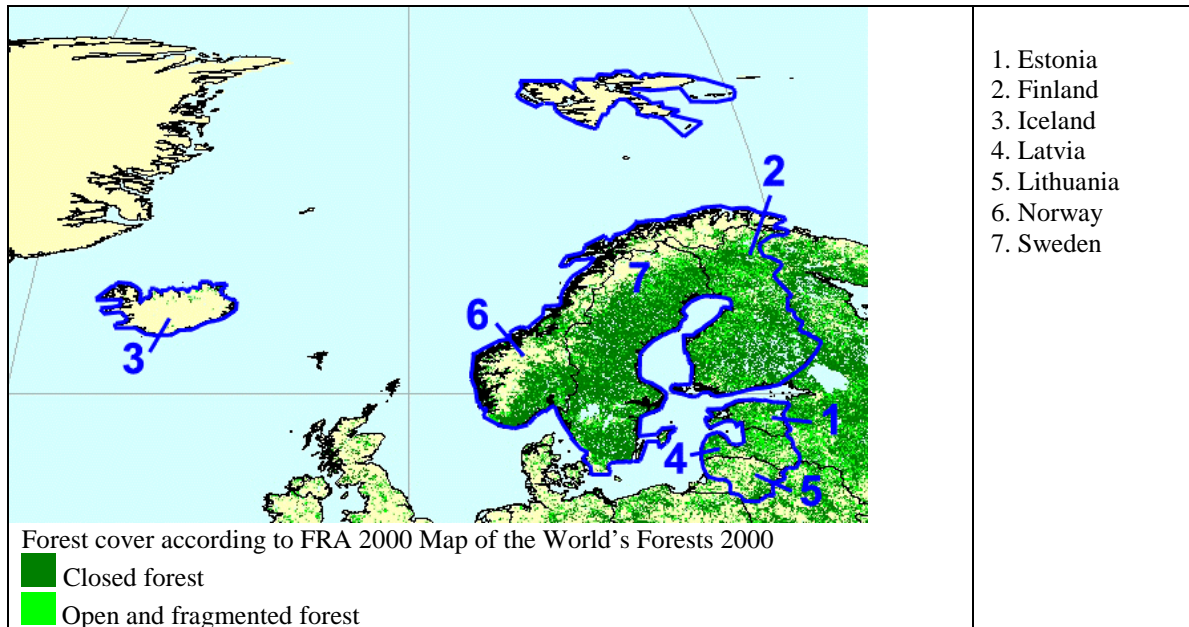 2
7
6
3
1
4
5
Forest cover according to FRA 2000 Map of the World's Forests 2000
Closed forest
Open and fragmented forest
1. Estonia
2. Finland
3. Iceland
4. Latvia
5. Lithuania
6. Norway
7. Sweden